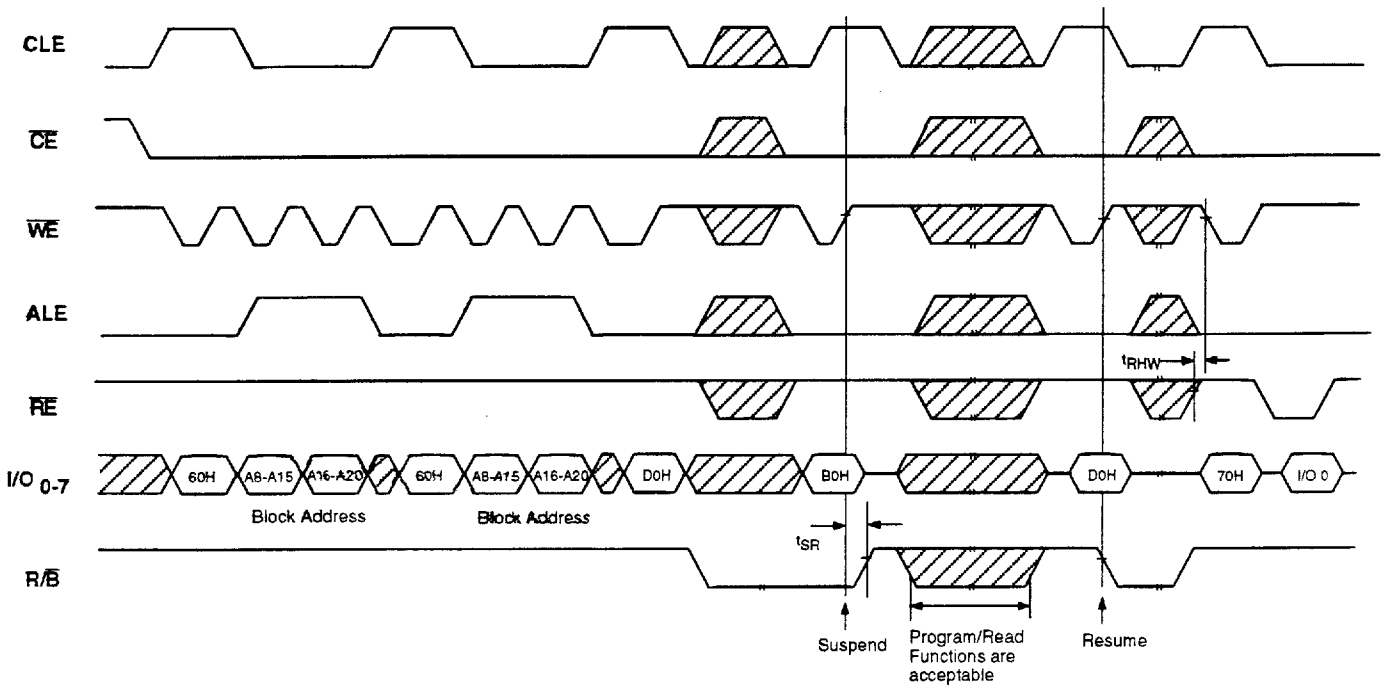 CLE
CE
WE
ALE
tRHW
RE
I/O 0-7
60H A8-A15 A16-A20 60H A8-A15 A16-A20 D0H B0H D0H 70H I/O 0
Block Address Block Address
tSR
R/B
Suspend
Program/Read
Functions are
acceptable
Resume